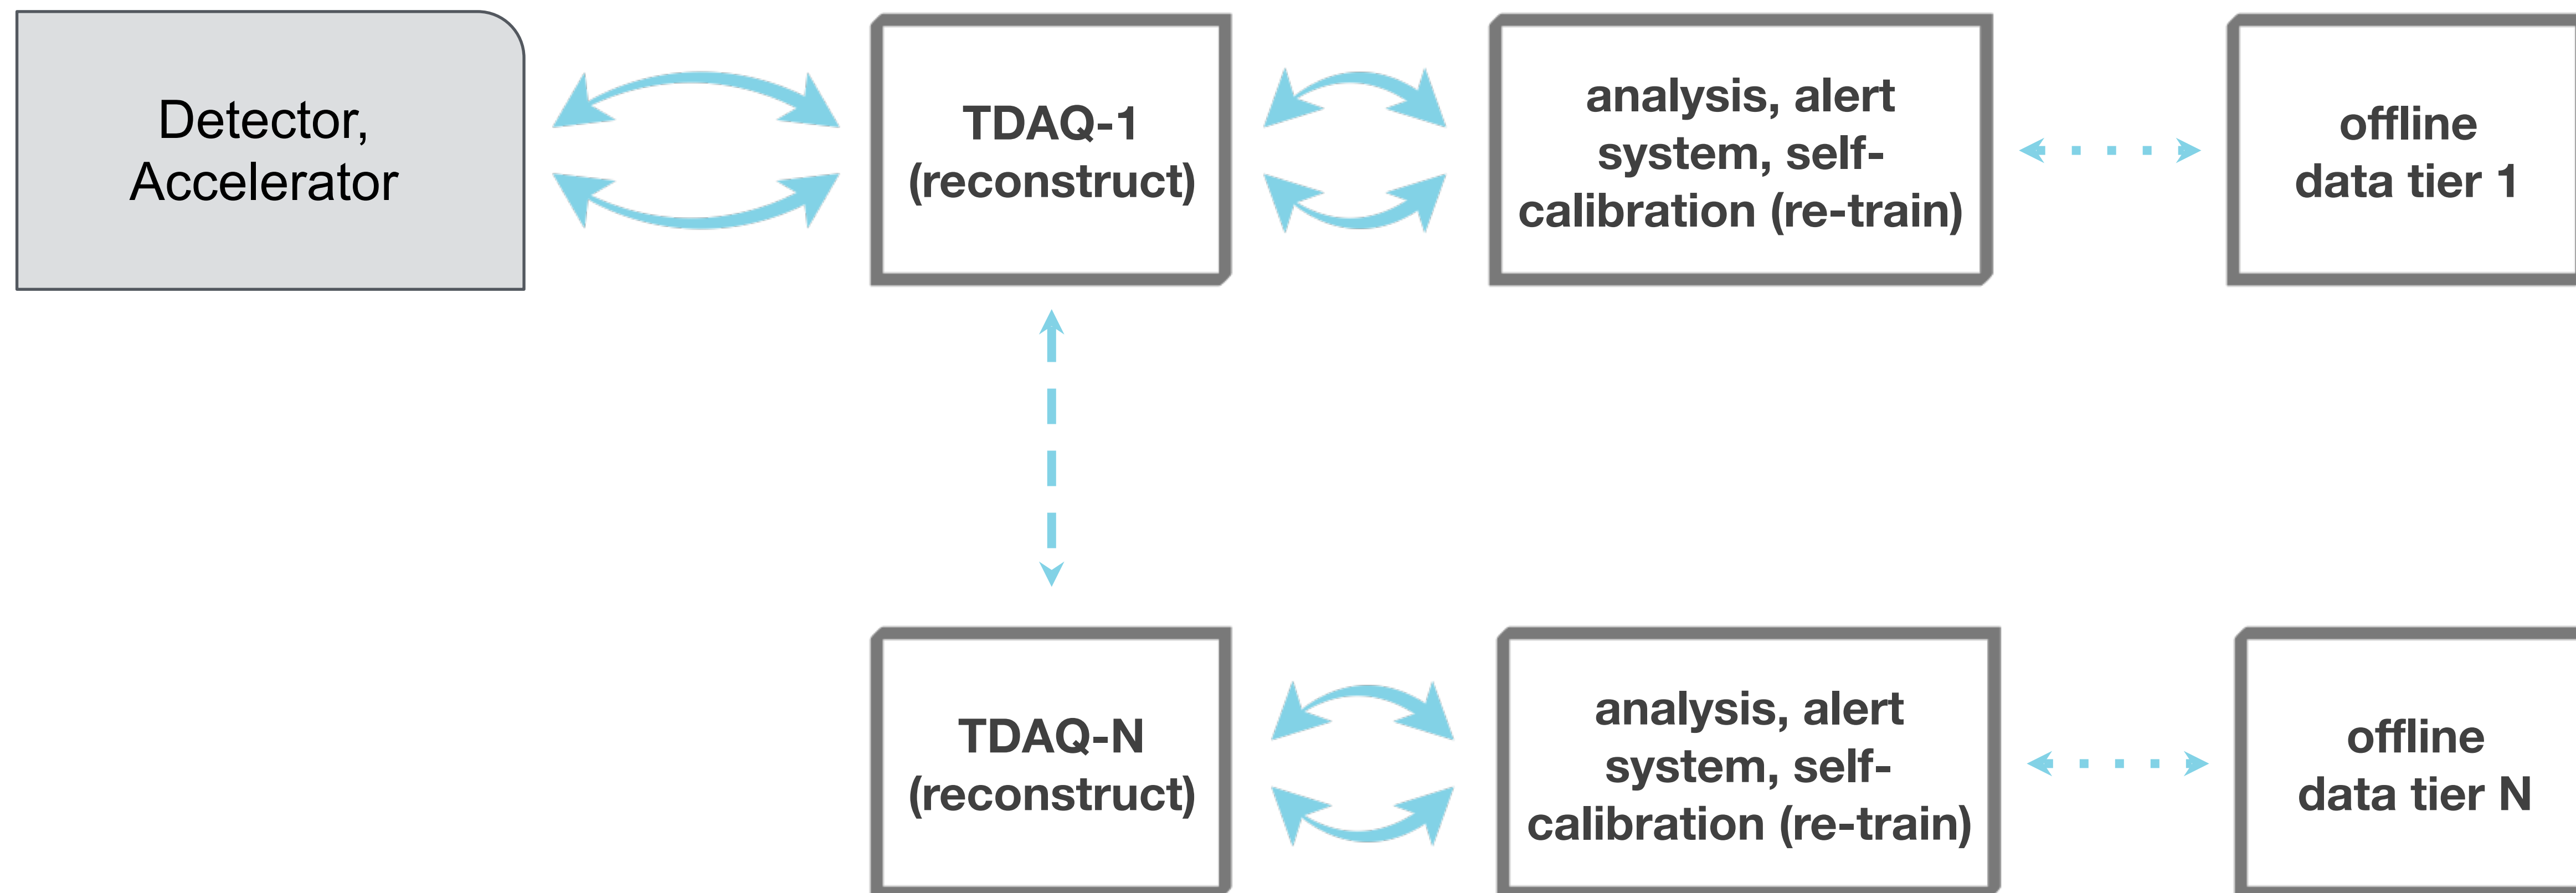 Detector,
Accelerator
TDAQ-1
(reconstruct)
analysis, alert
system, self-
calibration (re-train)
offline
data tier 1
TDAQ-N
(reconstruct)
analysis, alert
system, self-
calibration (re-train)
offline
data tier N